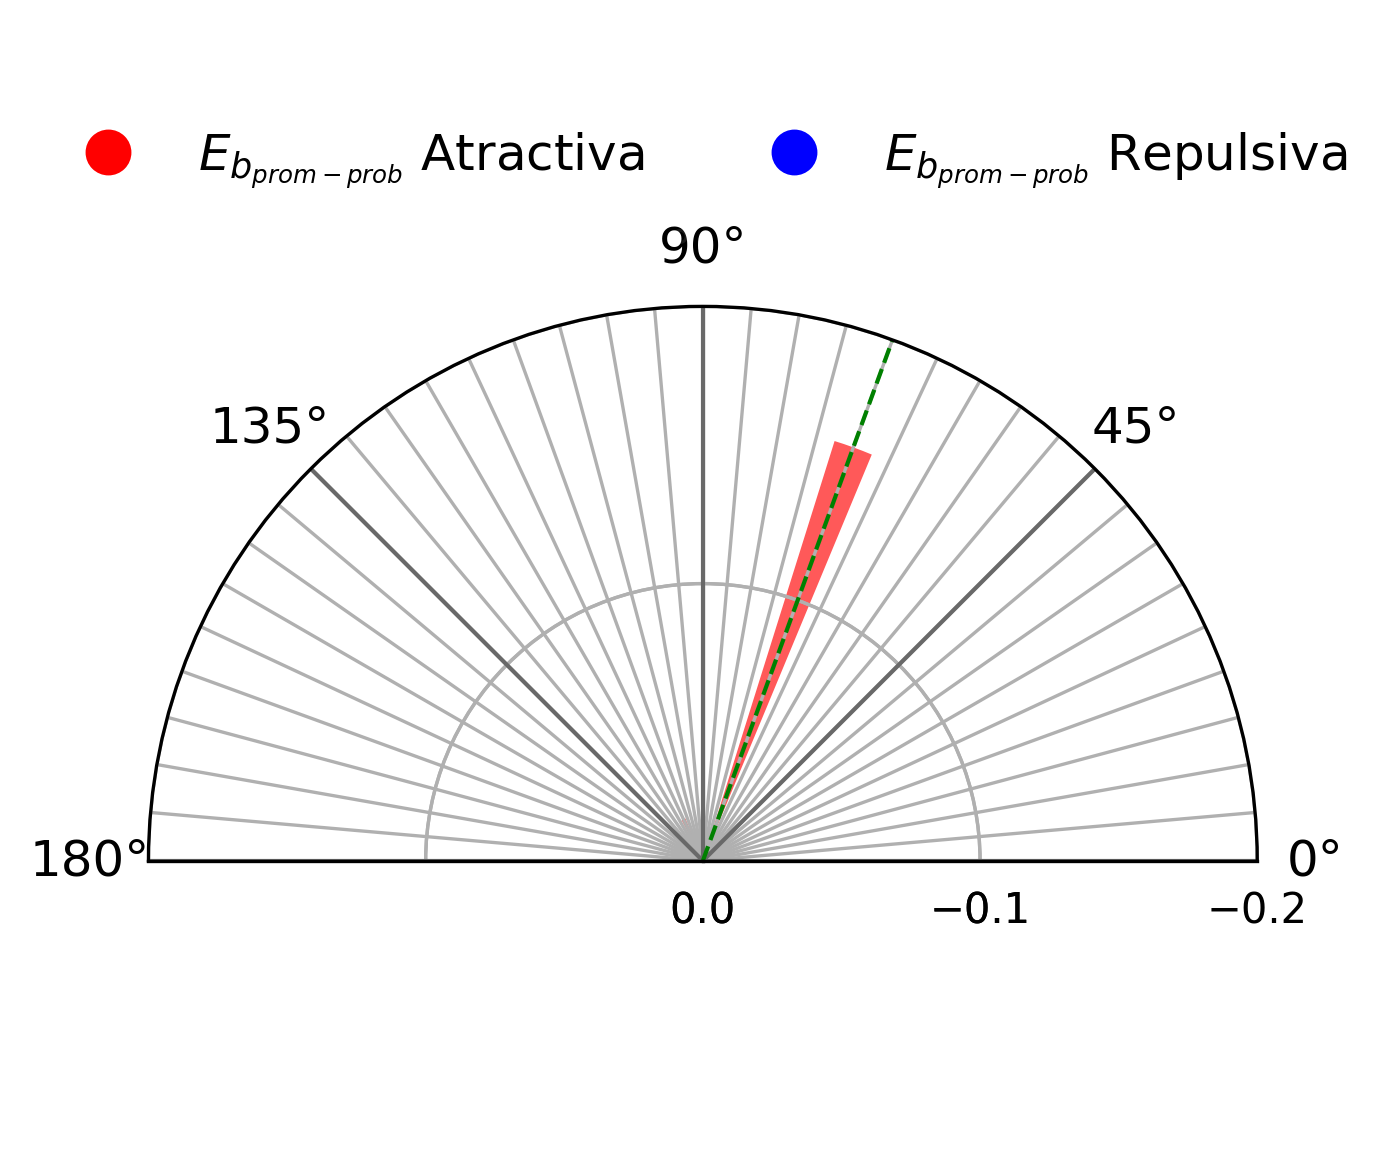 E_{b_{prom-prob}} Atractiva E_{b_{prom-prob}} Repulsiva
90°
135° 45°
180° 0°
0.0 −0.1 −0.2